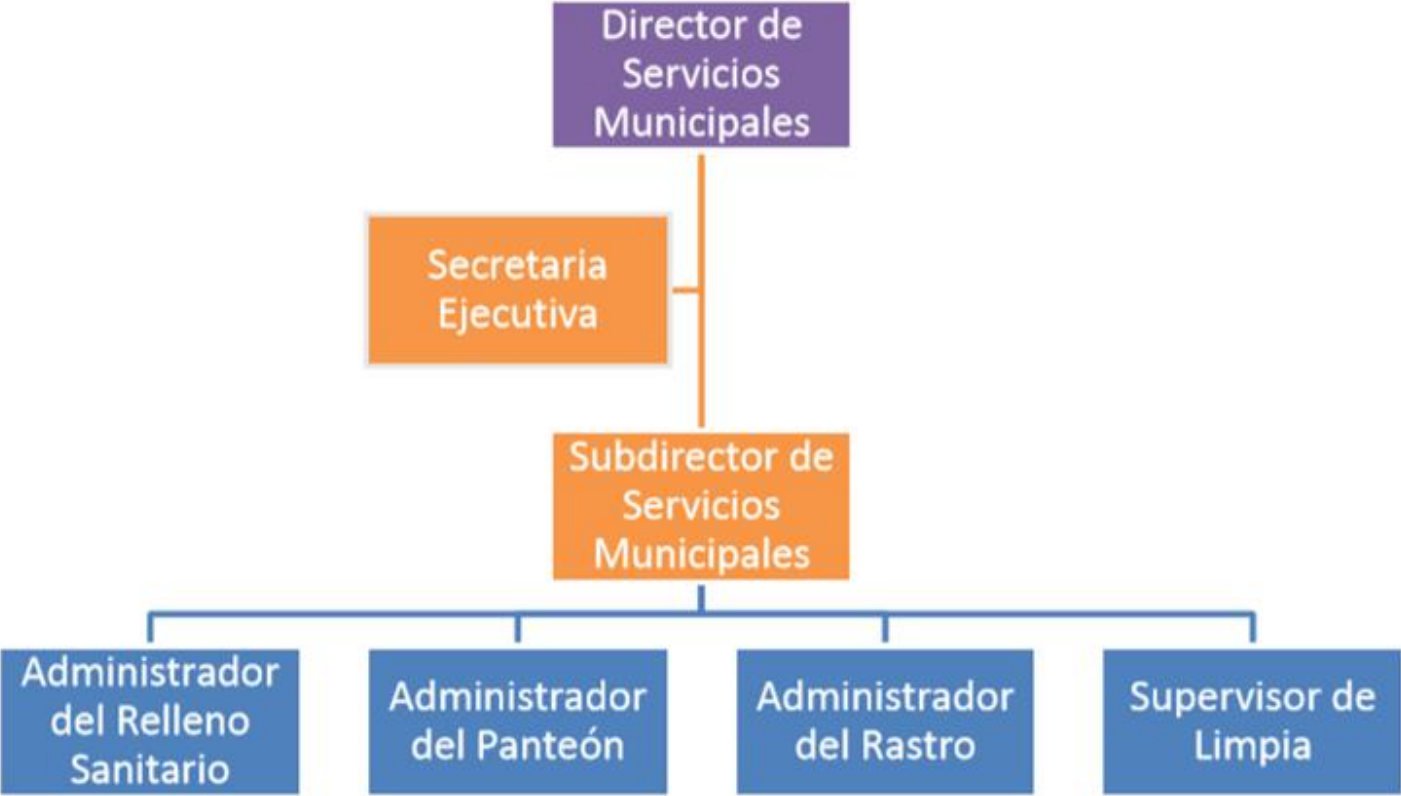 Director de
Servicios
Municipales
Secretaria
Ejecutiva
Subdirector de
Servicios
Municipales
Administrador
del Relleno
Sanitario
Administrador
del Panteón
Administrador
del Rastro
Supervisor de
Limpia